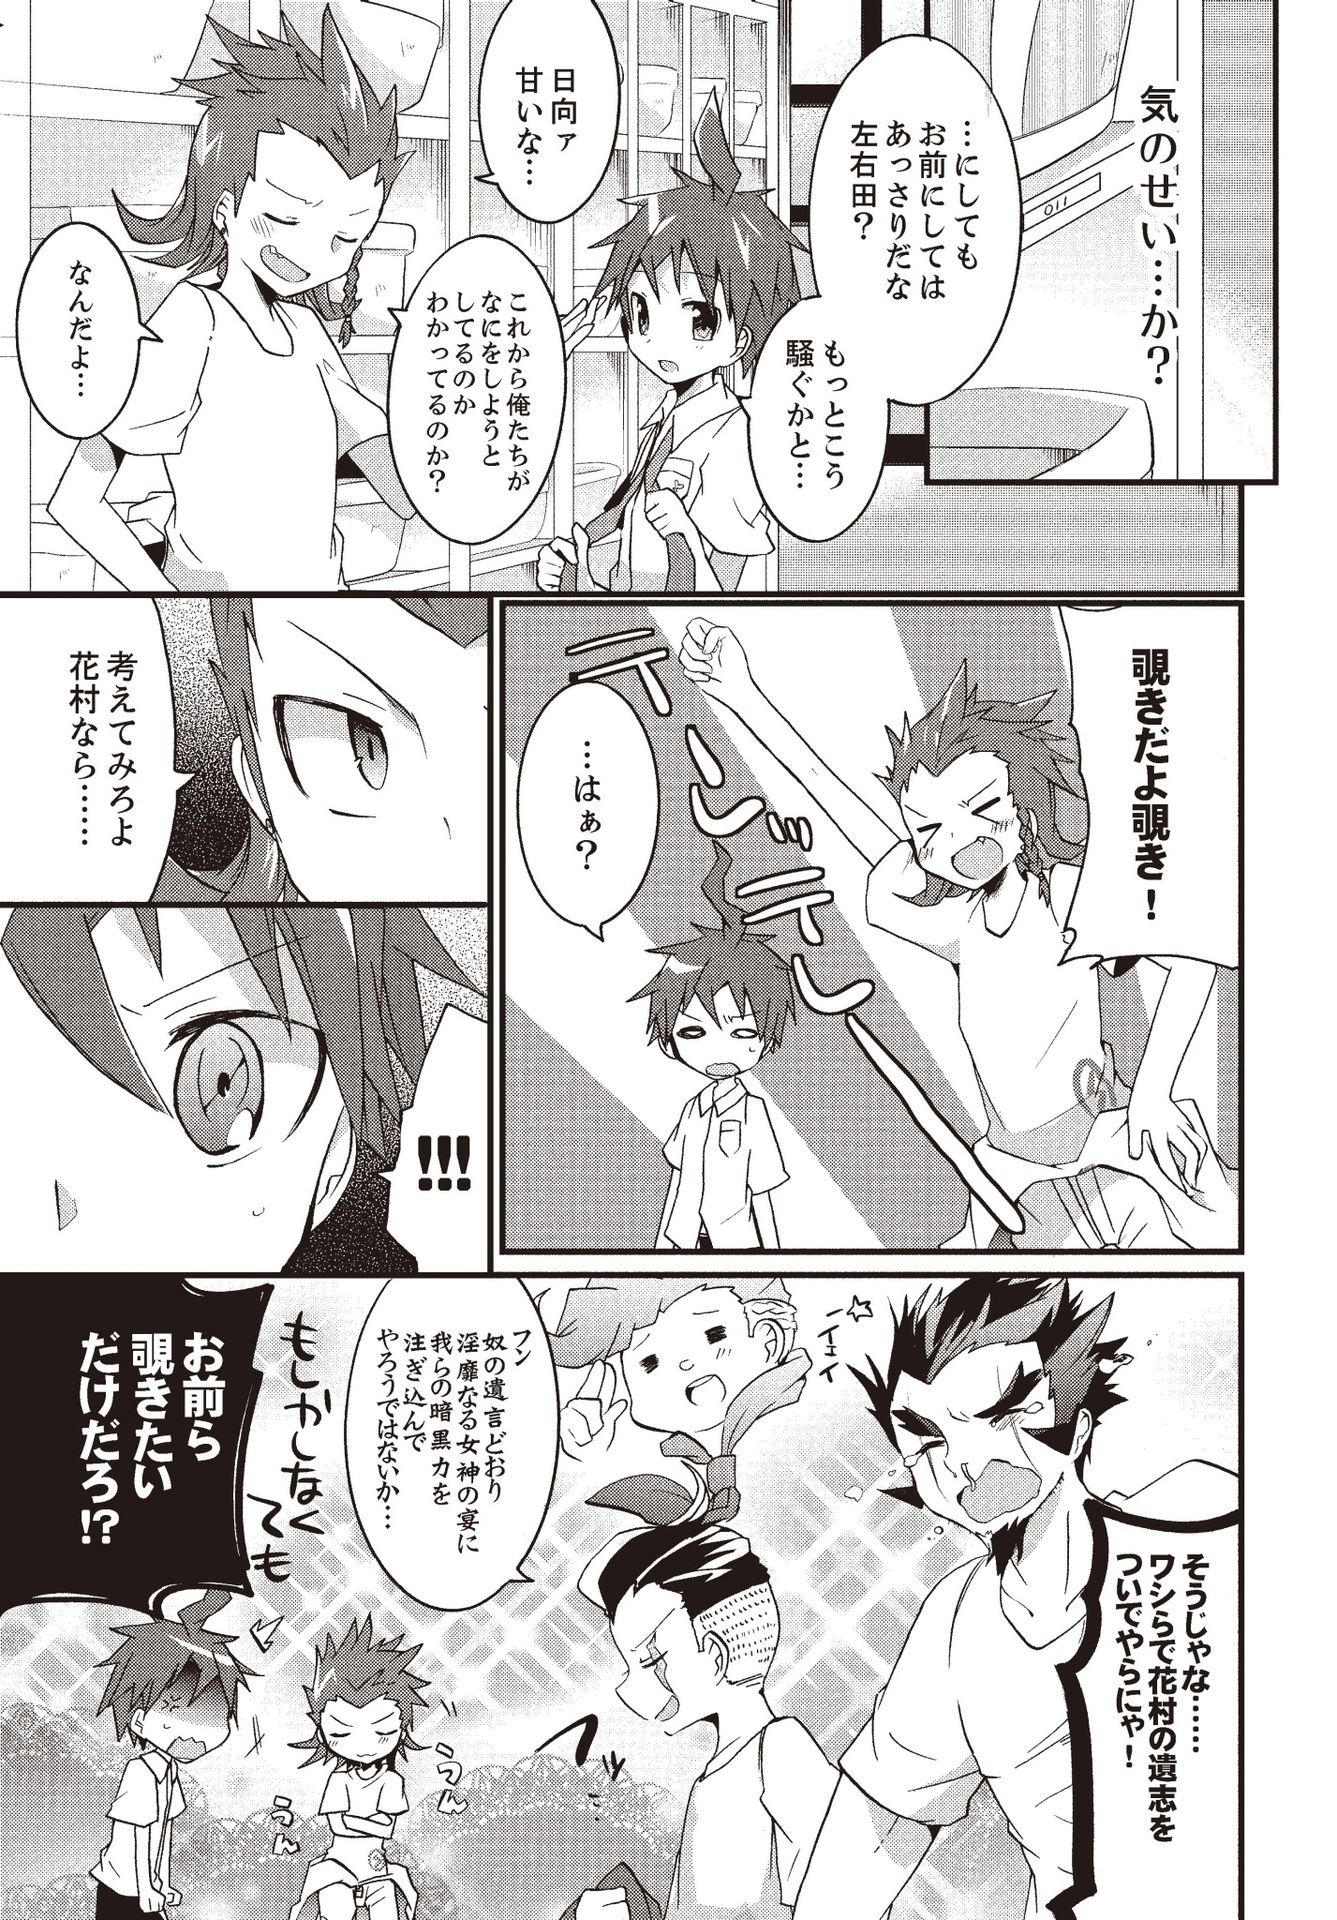 気のせい…か？
…にしても
お前にしては
あっさりだな
左右田？
もっとこう
騒ぐかと…
日向ァ
甘いな…
これから俺たちが
なにをしようと
してるのか
わかってるのか？
なんだよ…
覗きだよ覗き！
テレッテレー
…はぁ？
考えてみろよ
花村なら……
!!!
そうじゃな……
ワシらで花村の遺志を
ついでやらにゃ！
イェイ
フン
奴の遺言どおり
淫靡なる女神の宴に
我らの暗黒力を
注ぎ込んで
やろうではないか…
うん
うん
もしかしなく
ても
お前ら
覗きたい
だけだろ!?